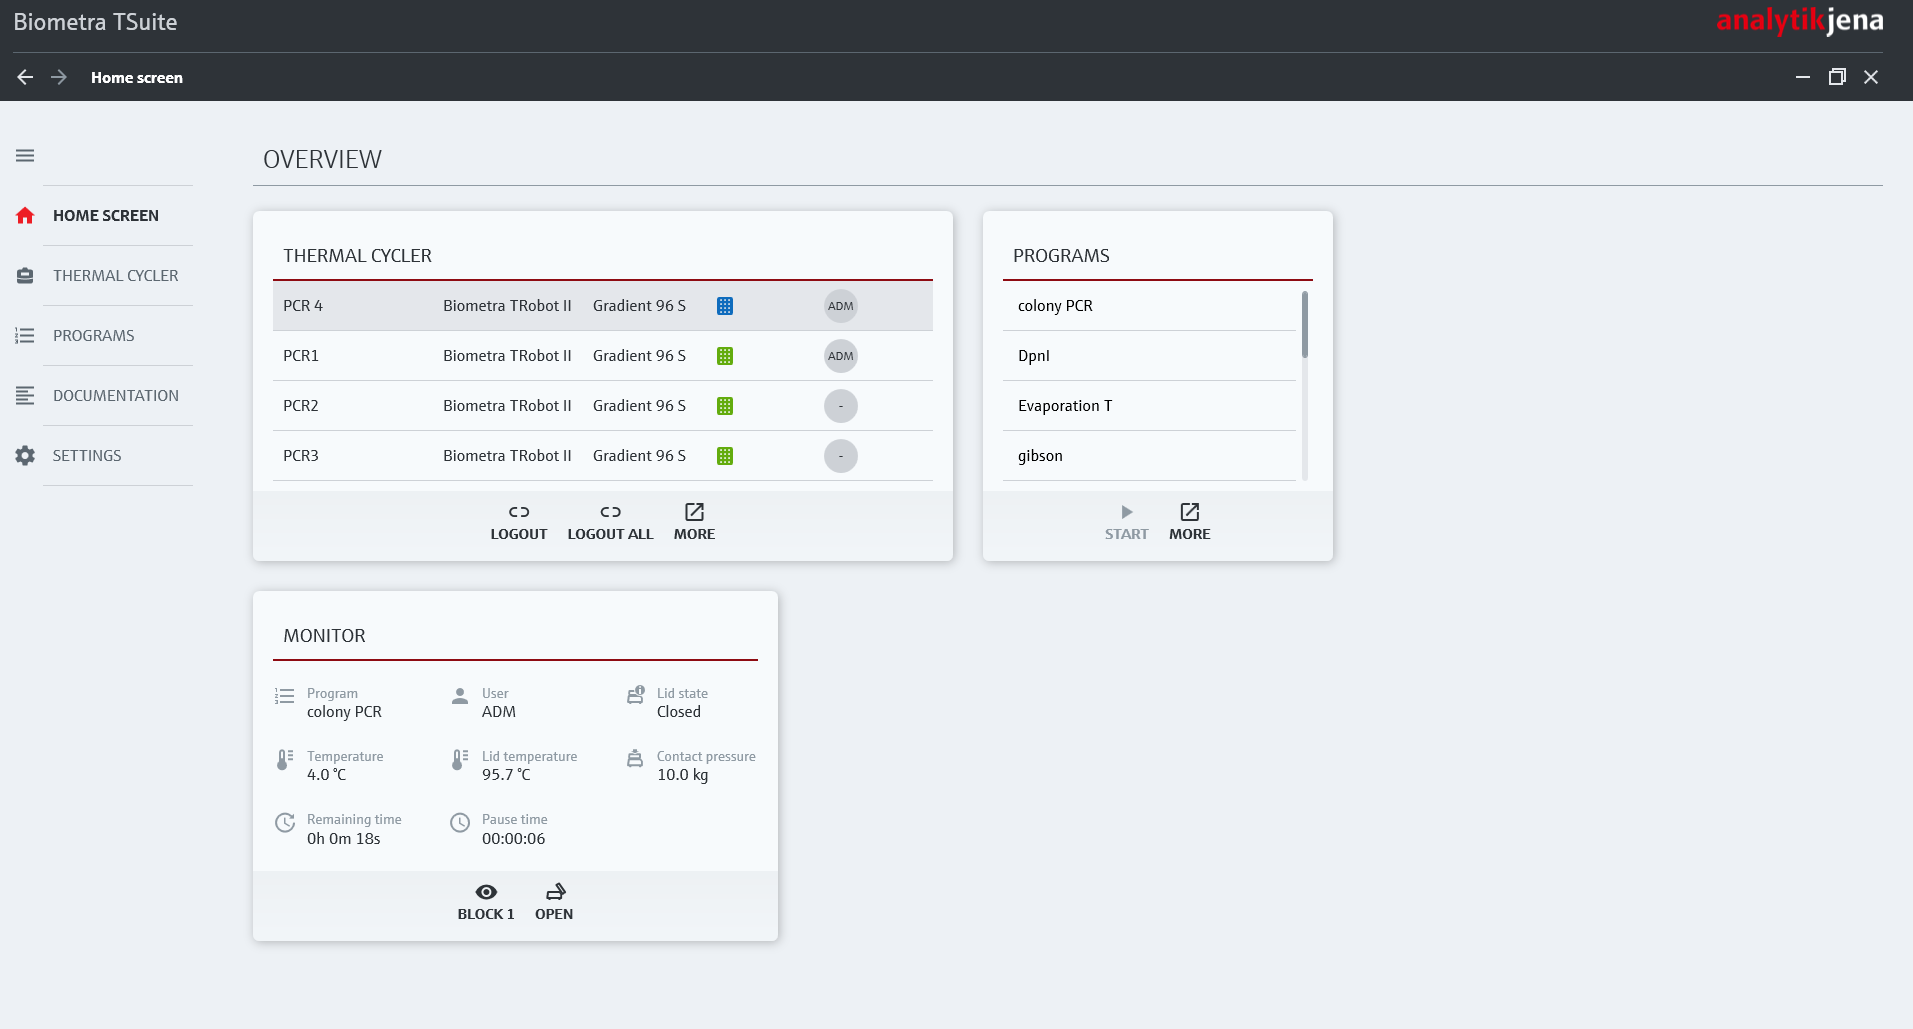 Biometra TSuite
analytikjena
Home screen
OVERVIEW
HOME SCREEN
THERMAL CYCLER
PROGRAMS
DOCUMENTATION
SETTINGS
THERMAL CYCLER
PCR 4 Biometra TRobot II Gradient 96 S ADM
PCR1 Biometra TRobot II Gradient 96 S ADM
PCR2 Biometra TRobot II Gradient 96 S -
PCR3 Biometra TRobot II Gradient 96 S -
LOGOUT LOGOUT ALL MORE
PROGRAMS
colony PCR
DpnI
Evaporation T
gibson
START MORE
MONITOR
Program User Lid state
colony PCR ADM Closed
Temperature Lid temperature Contact pressure
4.0 °C 95.7 °C 10.0 kg
Remaining time Pause time
0h 0m 18s 00:00:06
BLOCK 1 OPEN